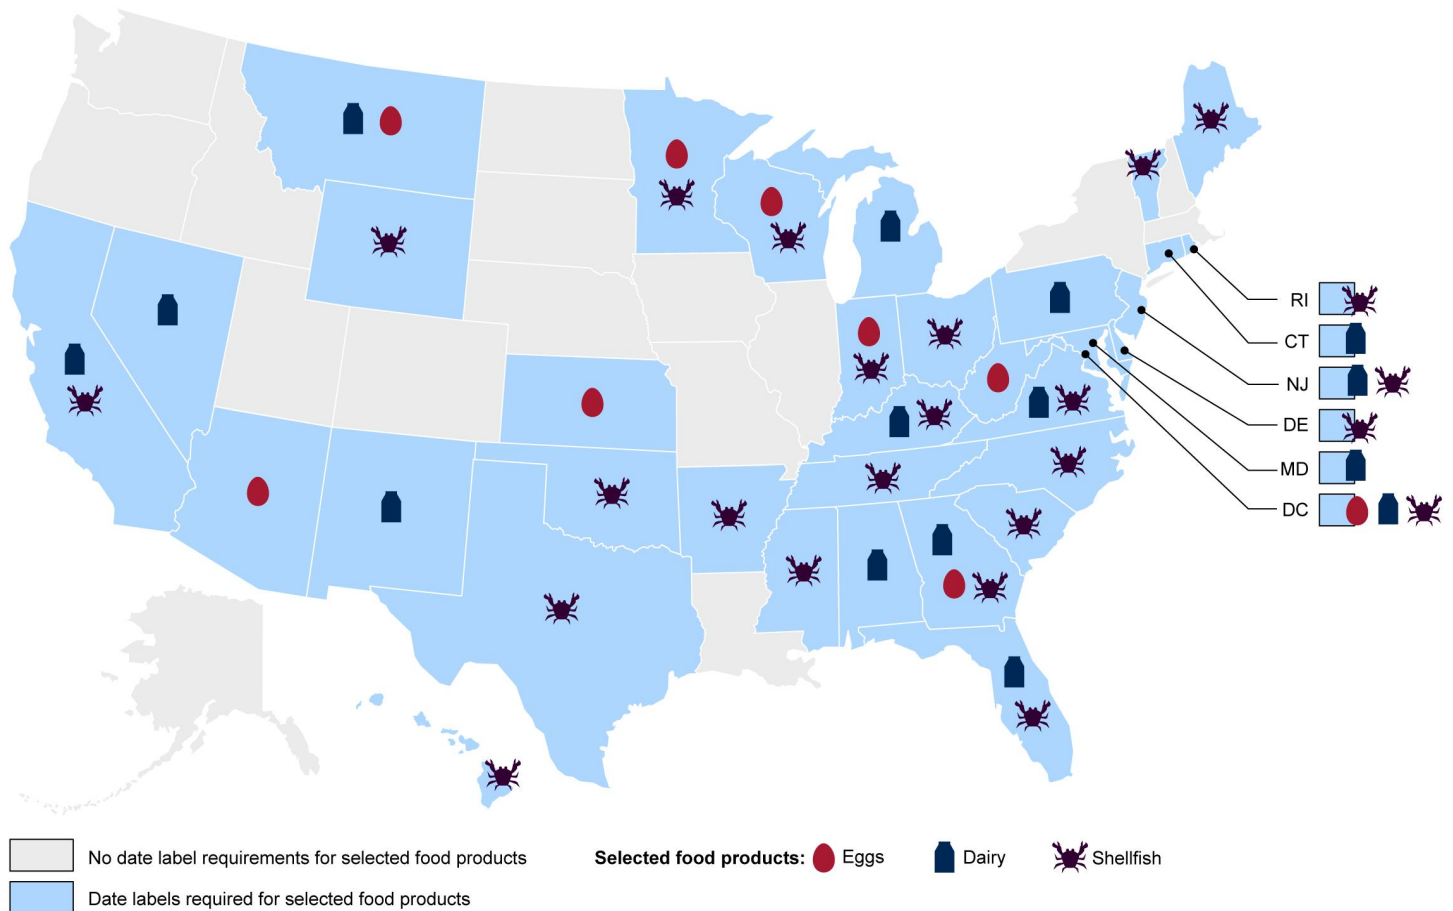 RI
CT
NJ
DE
MD
DC
No date label requirements for selected food products
Selected food products: Eggs Dairy Shellfish
Date labels required for selected food products